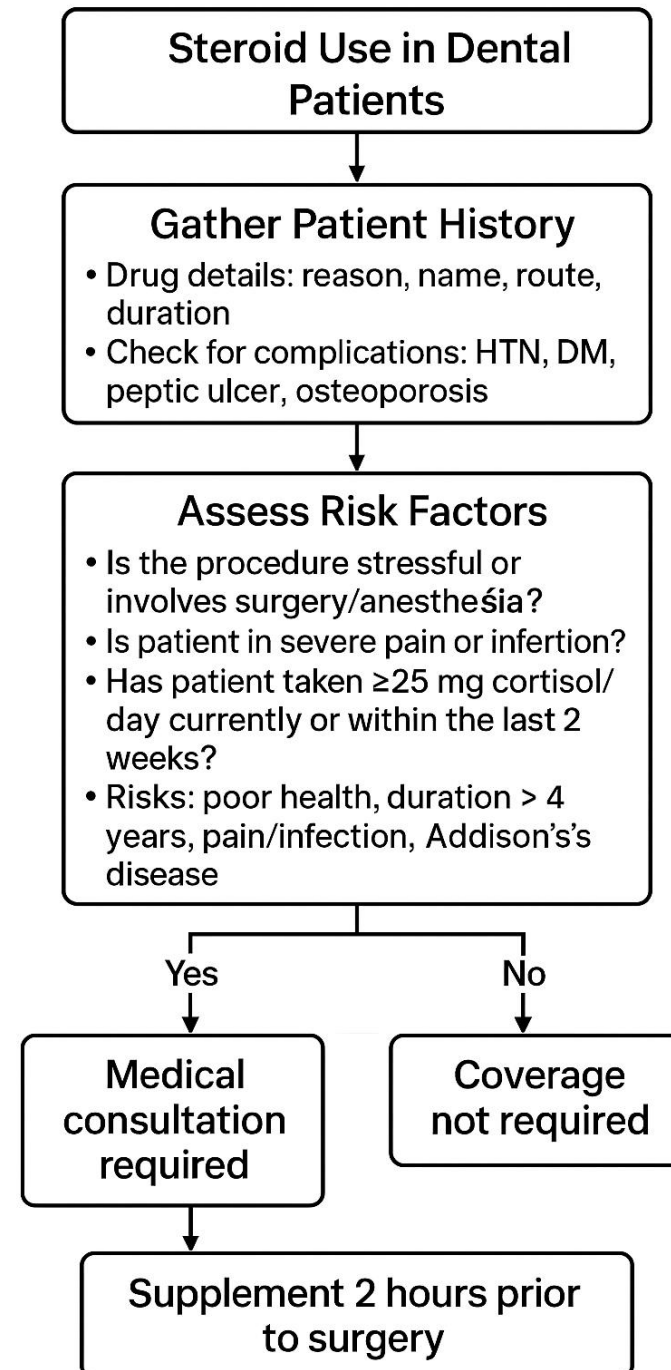 Steroid Use in Dental
Patients
Gather Patient History
• Drug details: reason, name, route,
duration
• Check for complications: HTN, DM,
peptic ulcer, osteoporosis
Assess Risk Factors
• Is the procedure stressful or
involves surgery/anestheśia?
• Is patient in severe pain or infertion?
• Has patient taken ≥25 mg cortisol/
day currently or within the last 2
weeks?
• Risks: poor health, duration > 4
years, pain/infection, Addison’s’s
disease
Yes
No
Medical
consultation
required
Coverage
not required
Supplement 2 hours prior
to surgery